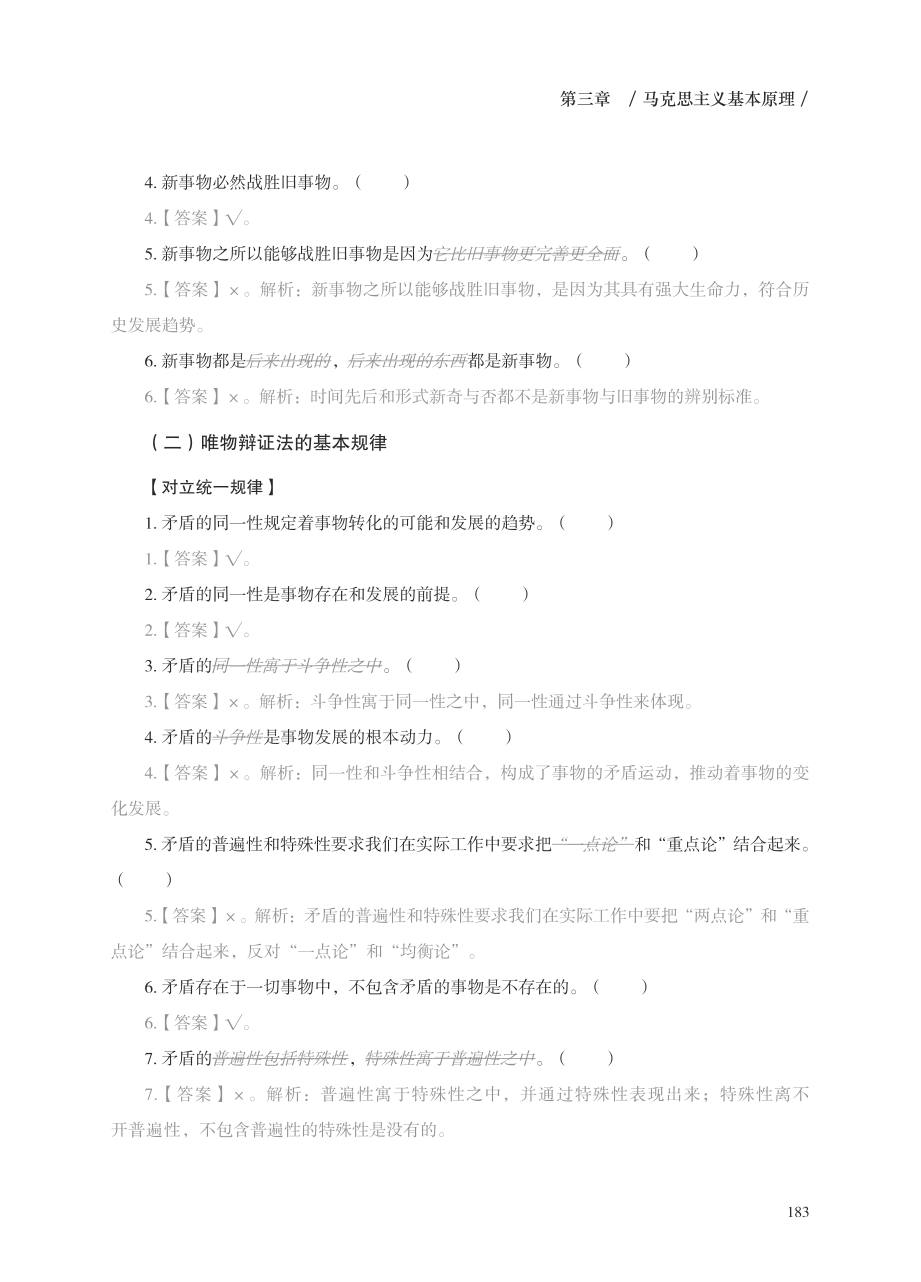 第三章 / 马克思主义基本原理 /
4. 新事物必然战胜旧事物。（  ）
4.【答案】√。
5. 新事物之所以能够战胜旧事物是因为它比旧事物更完善更全面。（  ）
5.【答案】×。解析：新事物之所以能够战胜旧事物，是因为其具有强大生命力，符合历
史发展趋势。
6. 新事物都是后来出现的，后来出现的东西都是新事物。（  ）
6.【答案】×。解析：时间先后和形式新奇与否都不是新事物与旧事物的辨别标准。
（二）唯物辩证法的基本规律
【对立统一规律】
1. 矛盾的同一性规定着事物转化的可能和发展的趋势。（  ）
1.【答案】√。
2. 矛盾的同一性是事物存在和发展的前提。（  ）
2.【答案】√。
3. 矛盾的同一性寓于斗争性之中。（  ）
3.【答案】×。解析：斗争性寓于同一性之中，同一性通过斗争性来体现。
4. 矛盾的斗争性是事物发展的根本动力。（  ）
4.【答案】×。解析：同一性和斗争性相结合，构成了事物的矛盾运动，推动着事物的变
化发展。
5. 矛盾的普遍性和特殊性要求我们在实际工作中要求把“一点论”和“重点论”结合起来。
（  ）
5.【答案】×。解析：矛盾的普遍性和特殊性要求我们在实际工作中要把“两点论”和“重
点论”结合起来，反对“一点论”和“均衡论”。
6. 矛盾存在于一切事物中，不包含矛盾的事物是不存在的。（  ）
6.【答案】√。
7. 矛盾的普遍性包括特殊性，特殊性寓于普遍性之中。（  ）
7.【答案】×。解析：普遍性寓于特殊性之中，并通过特殊性表现出来；特殊性离不
开普遍性，不包含普遍性的特殊性是没有的。
183